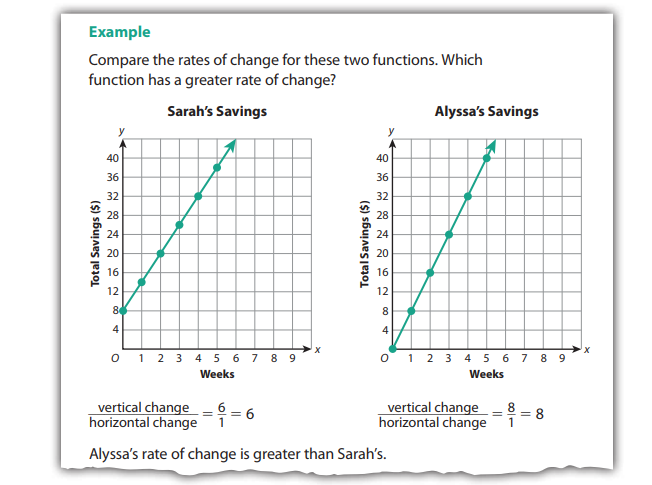 Example
Compare the rates of change for these two functions. Which
function has a greater rate of change?
Sarah's Savings
y
40
36
32
28
24
20
16
12
8
4
O 1 2 3 4 5 6 7 8 9 x
Total Savings ($)
Weeks
vertical change / horizontal change = 6/1 = 6
Alyssa's Savings
y
40
36
32
28
24
20
16
12
8
4
O 1 2 3 4 5 6 7 8 9 x
Total Savings ($)
Weeks
vertical change / horizontal change = 8/1 = 8
Alyssa's rate of change is greater than Sarah's.